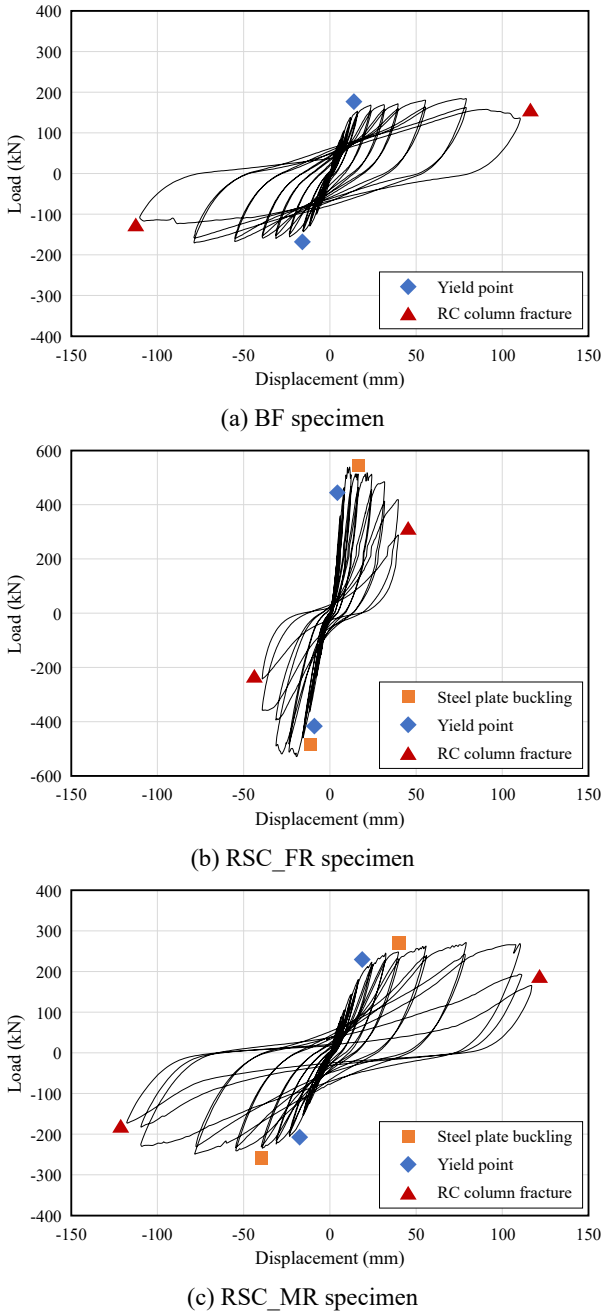 400
300
200
100
0
-100
-200
-300
-400
Load (kN)
-150 -100 -50 0 50 100 150
Displacement (mm)
Yield point
RC column fracture
(a) BF specimen
600
400
200
0
-200
-400
-600
Load (kN)
-150 -100 -50 0 50 100 150
Displacement (mm)
Steel plate buckling
Yield point
RC column fracture
(b) RSC_FR specimen
400
300
200
100
0
-100
-200
-300
-400
Load (kN)
-150 -100 -50 0 50 100 150
Displacement (mm)
Steel plate buckling
Yield point
RC column fracture
(c) RSC_MR specimen